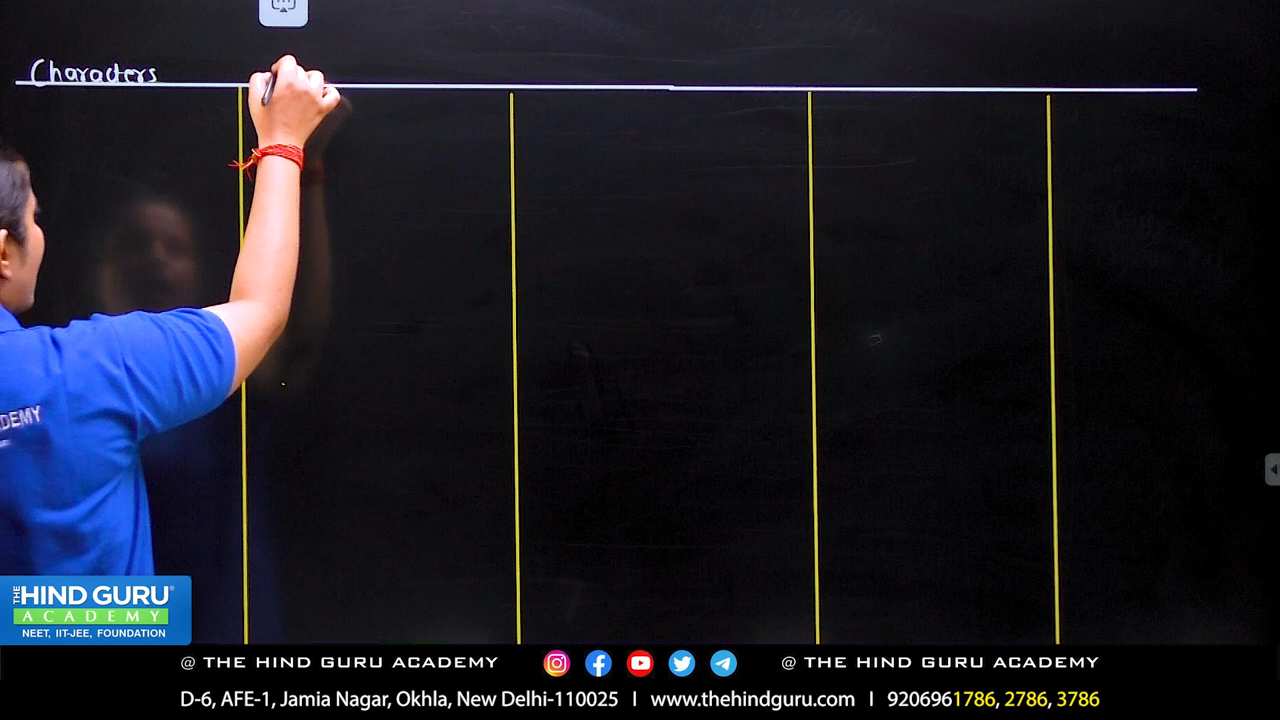 Characters
DEMY
THE HIND GURU®
ACADEMY
NEET, IIT-JEE, FOUNDATION
@ THE HIND GURU ACADEMY @ THE HIND GURU ACADEMY
D-6, AFE-1, Jamia Nagar, Okhla, New Delhi-110025 I www.thehindguru.com I 9206961786, 2786, 3786